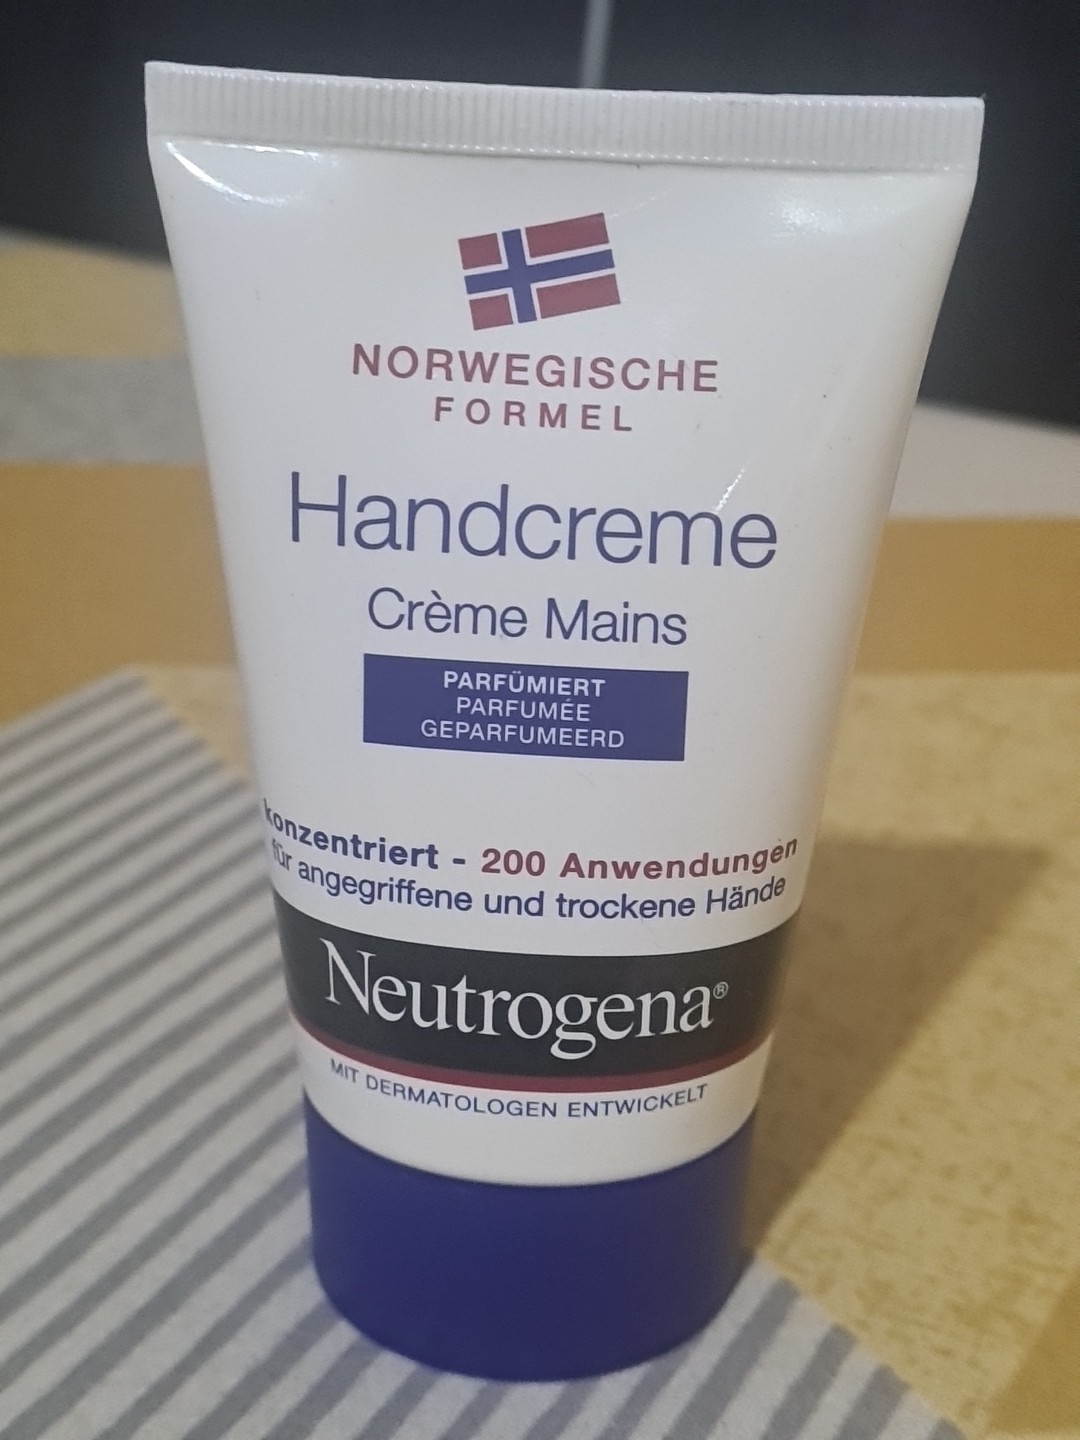 NORWEGISCHE
FORMEL
Handcreme
Crème Mains
PARFÜMIERT
PARFUMÉE
GEPARFUMEERD
konzentriert - 200 Anwendungen
für angegriffene und trockene Hände
Neutrogena®
MIT DERMATOLOGEN ENTWICKELT